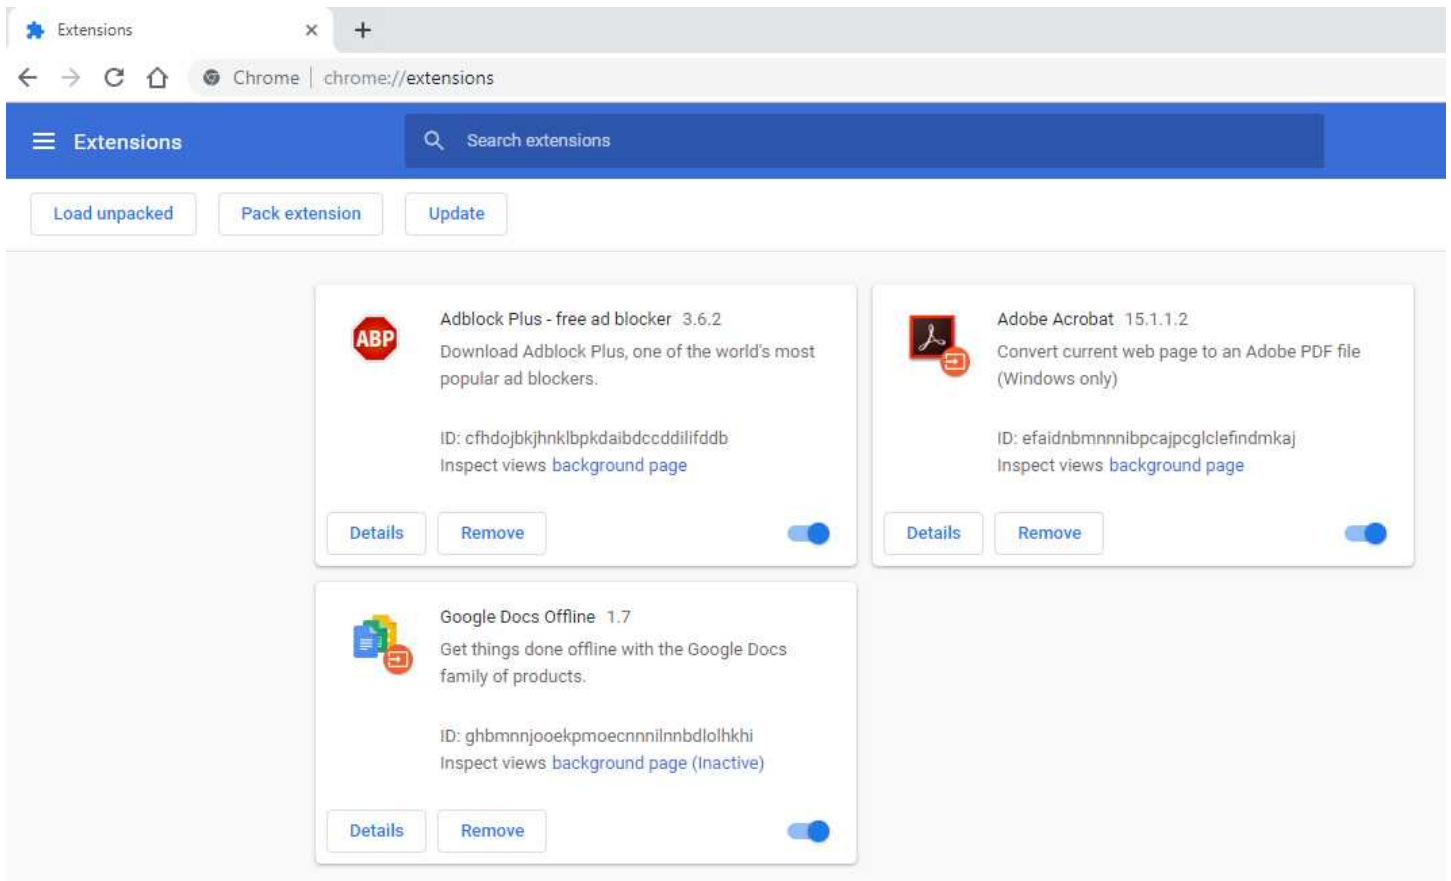 Extensions
Chrome | chrome://extensions
Extensions
Search extensions
Load unpacked
Pack extension
Update
ABP
Adblock Plus - free ad blocker 3.6.2
Download Adblock Plus, one of the world's most
popular ad blockers.
ID: cfhdojbkjhnklbpkdaibdccddilifddb
Inspect views background page
Details
Remove
Adobe Acrobat 15.1.1.2
Convert current web page to an Adobe PDF file
(Windows only)
ID: efaidnbmnnnibpcajpcglclefindmkaj
Inspect views background page
Details
Remove
Google Docs Offline 1.7
Get things done offline with the Google Docs
family of products.
ID: ghbmnnjooekpmoecnnnilnnbdlolhkhi
Inspect views background page (Inactive)
Details
Remove